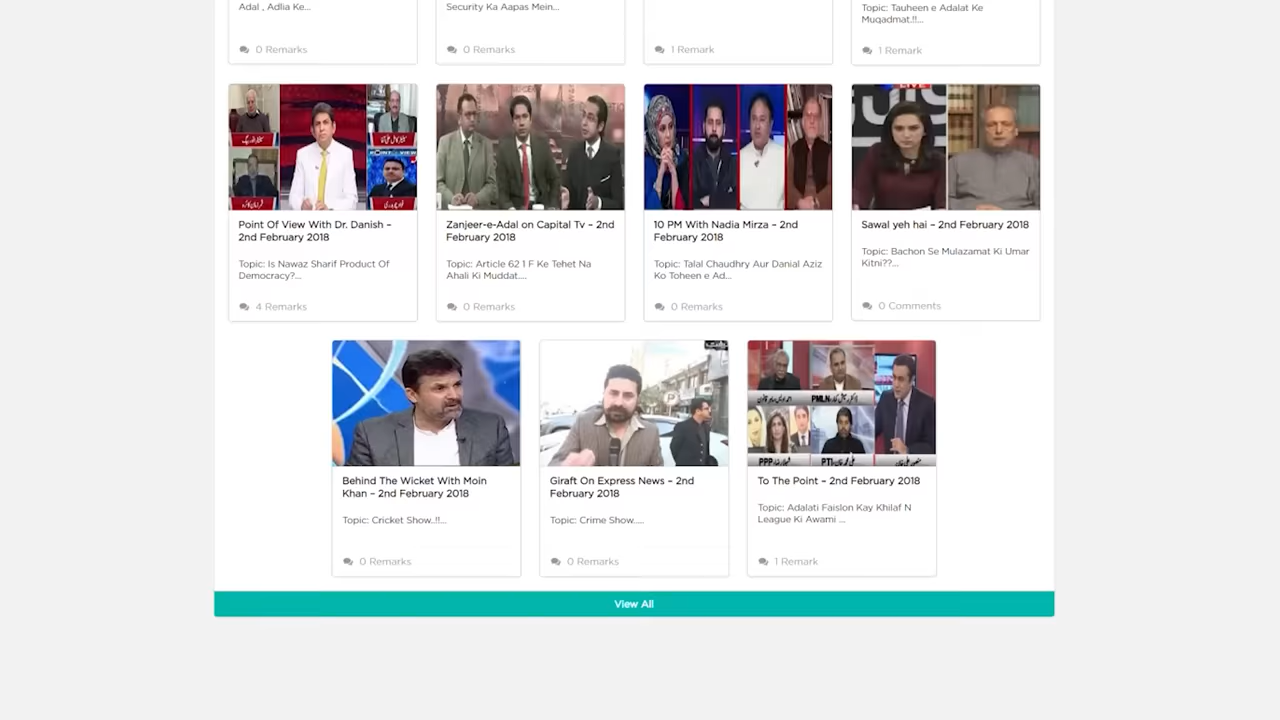 Adal , Adlia Ke...
Security Ka Aapas Mein...
Topic: Tauheen e Adalat Ke
Muqadmat.!!...
0 Remarks
0 Remarks
1 Remark
1 Remark
LIVE
Point Of View With Dr. Danish –
2nd February 2018
Topic: Is Nawaz Sharif Product Of
Democracy?...
4 Remarks
Zanjeer-e-Adal on Capital Tv – 2nd
February 2018
Topic: Article 62 1 F Ke Tehet Na
Ahali Ki Muddat....
0 Remarks
10 PM With Nadia Mirza – 2nd
February 2018
Topic: Talal Chaudhry Aur Danial Aziz
Ko Toheen e Ad...
0 Remarks
Sawal yeh hai – 2nd February 2018
Topic: Bachon Se Mulazamat Ki Umar
Kitni??...
0 Comments
Behind The Wicket With Moin
Khan – 2nd February 2018
Topic: Cricket Show..!!...
0 Remarks
Giraft On Express News – 2nd
February 2018
Topic: Crime Show.....
0 Remarks
PMLN
PPP
PTI
To The Point – 2nd February 2018
Topic: Adalati Faislon Kay Khilaf N
League Ki Awami ...
1 Remark
View All